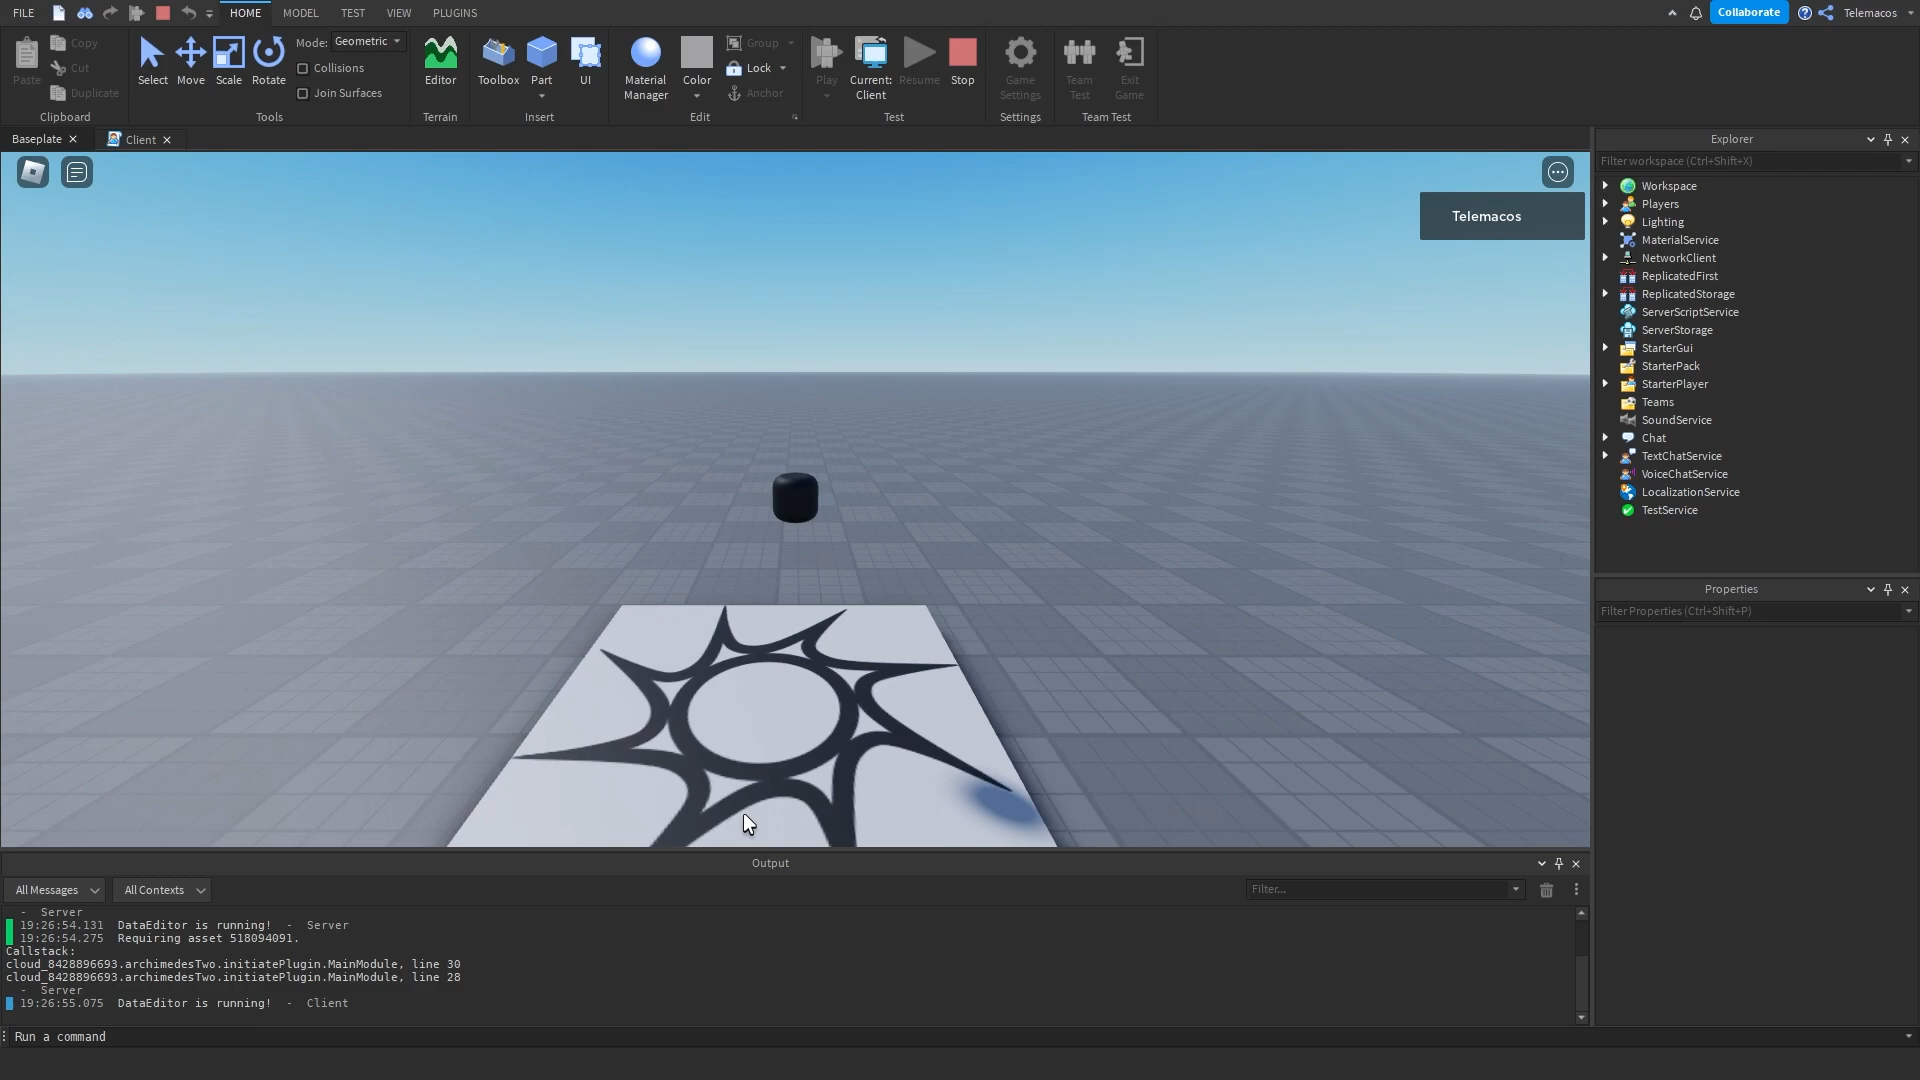 FILE
HOME
MODEL
TEST
VIEW
PLUGINS
Collaborate
Telemacos
Paste
Copy
Cut
Duplicate
Clipboard
Select
Move
Scale
Rotate
Mode:
Geometric
Collisions
Join Surfaces
Tools
Editor
Terrain
Toolbox
Part
UI
Insert
Material
Manager
Color
Group
Lock
Anchor
Edit
Play
Current:
Client
Resume
Stop
Test
Game
Settings
Settings
Team
Test
Exit
Game
Team Test
Baseplate
Client
Telemacos
Explorer
Filter workspace (Ctrl+Shift+X)
Workspace
Players
Lighting
MaterialService
NetworkClient
ReplicatedFirst
ReplicatedStorage
ServerScriptService
ServerStorage
StarterGui
StarterPack
StarterPlayer
Teams
SoundService
Chat
TextChatService
VoiceChatService
LocalizationService
TestService
Properties
Filter Properties (Ctrl+Shift+P)
Output
All Messages
All Contexts
Filter...
- Server
19:26:54.131 DataEditor is running! - Server
19:26:54.275 Requiring asset 518094091.
Callstack:
cloud_8428896693.archimedesTwo.initiatePlugin.MainModule, line 30
cloud_8428896693.archimedesTwo.initiatePlugin.MainModule, line 28
- Server
19:26:55.075 DataEditor is running! - Client
Run a command